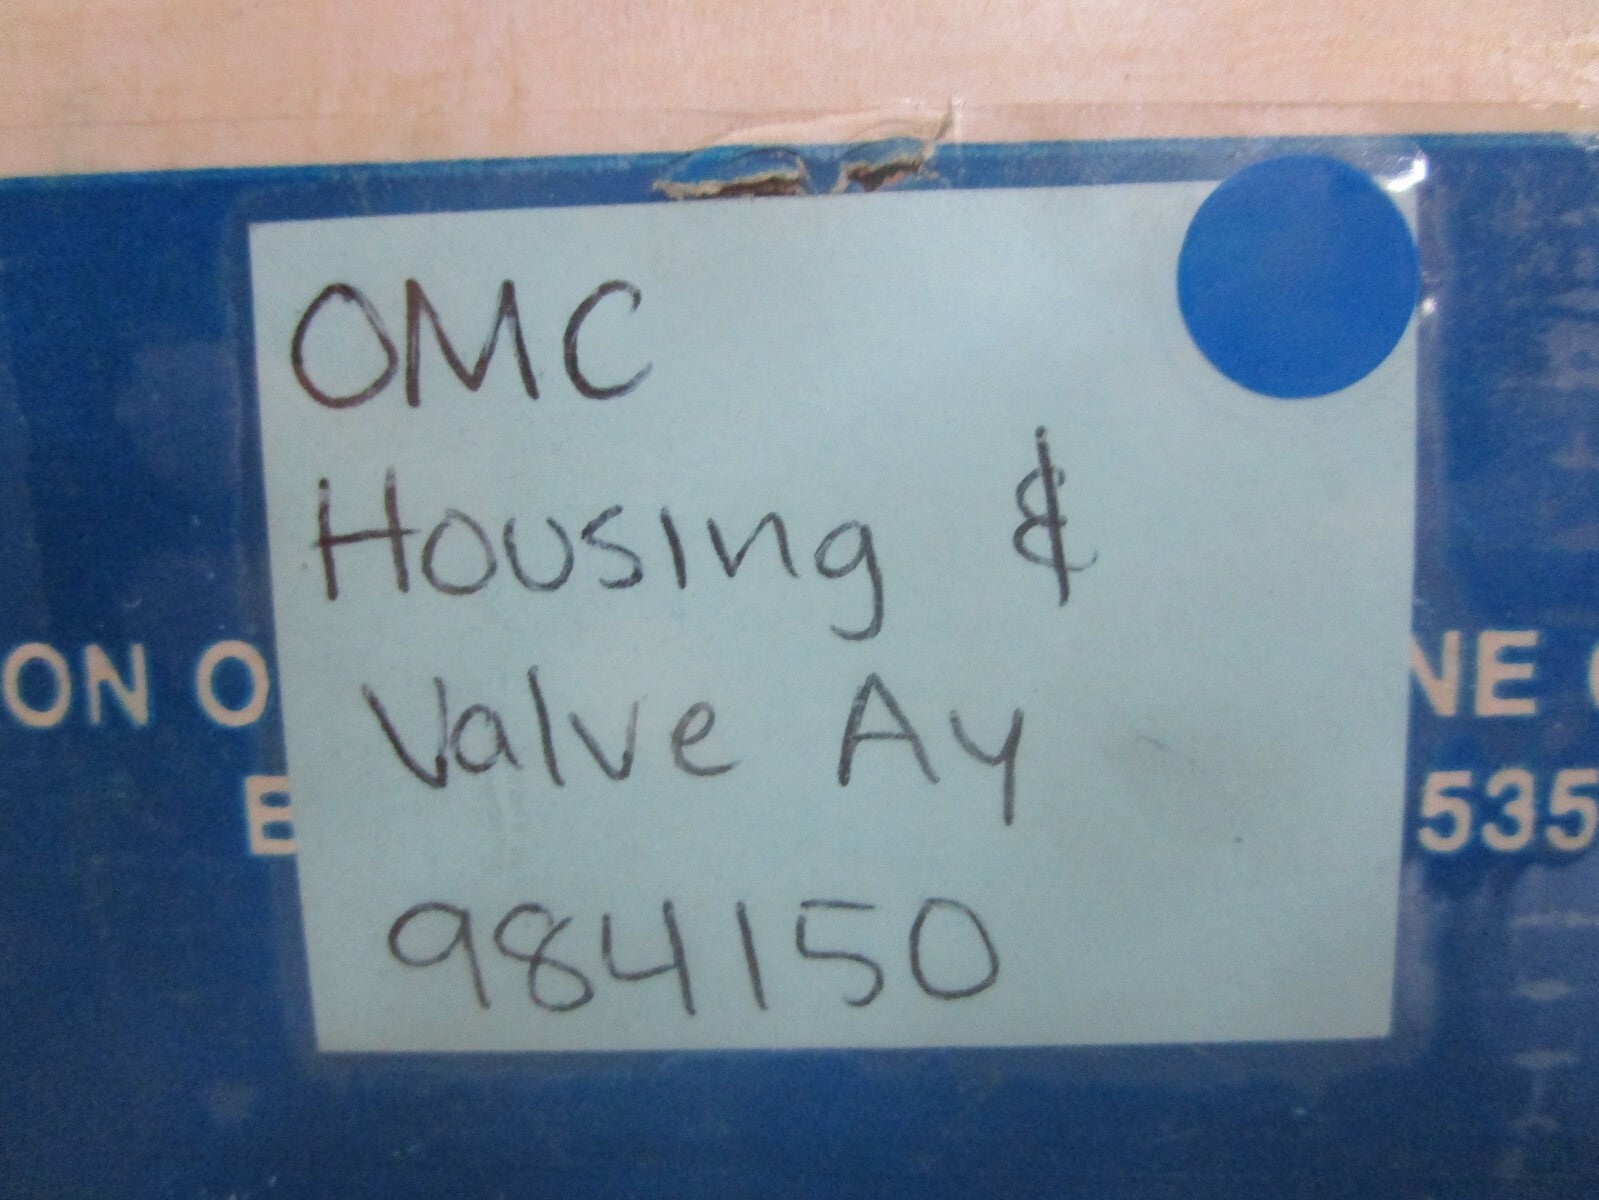 OMC
Housing &
Valve Ay
984150
ON O
NE
535